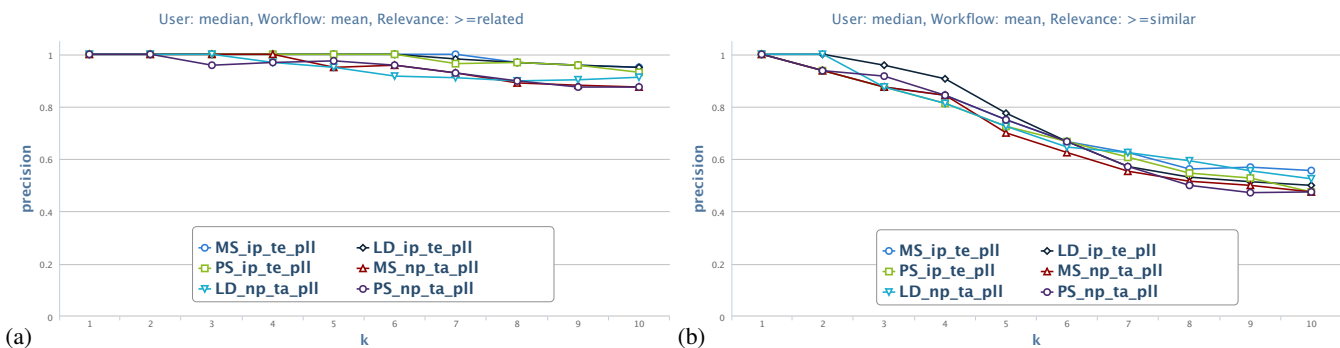 User: median, Workflow: mean, Relevance: >=related
precision
1
0.8
0.6
0.4
0.2
0
MS_ip_te_pll LD_ip_te_pll
PS_ip_te_pll MS_np_ta_pll
LD_np_ta_pll PS_np_ta_pll
1 2 3 4 5 6 7 8 9 10
k
(a)
User: median, Workflow: mean, Relevance: >=similar
precision
1
0.8
0.6
0.4
0.2
0
MS_ip_te_pll LD_ip_te_pll
PS_ip_te_pll MS_np_ta_pll
LD_np_ta_pll PS_np_ta_pll
1 2 3 4 5 6 7 8 9 10
k
(b)